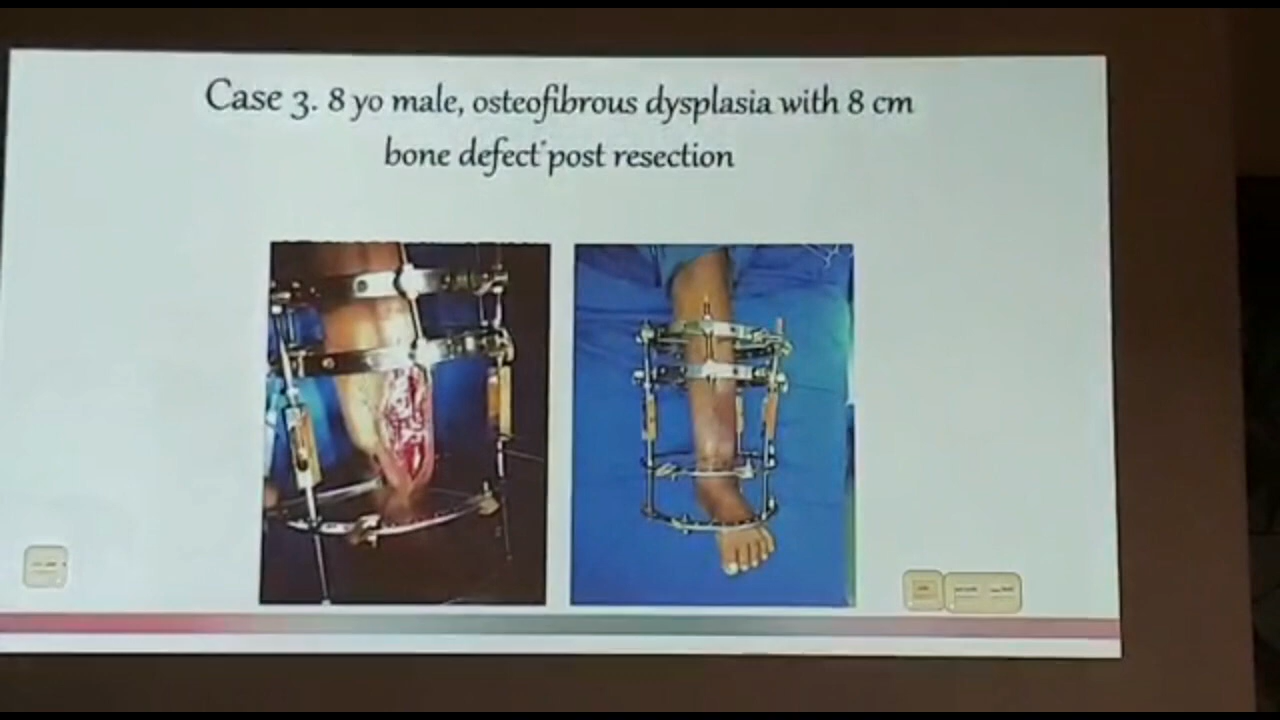 Case 3. 8 yo male, osteofibrous dysplasia with 8 cm
bone defect post resection